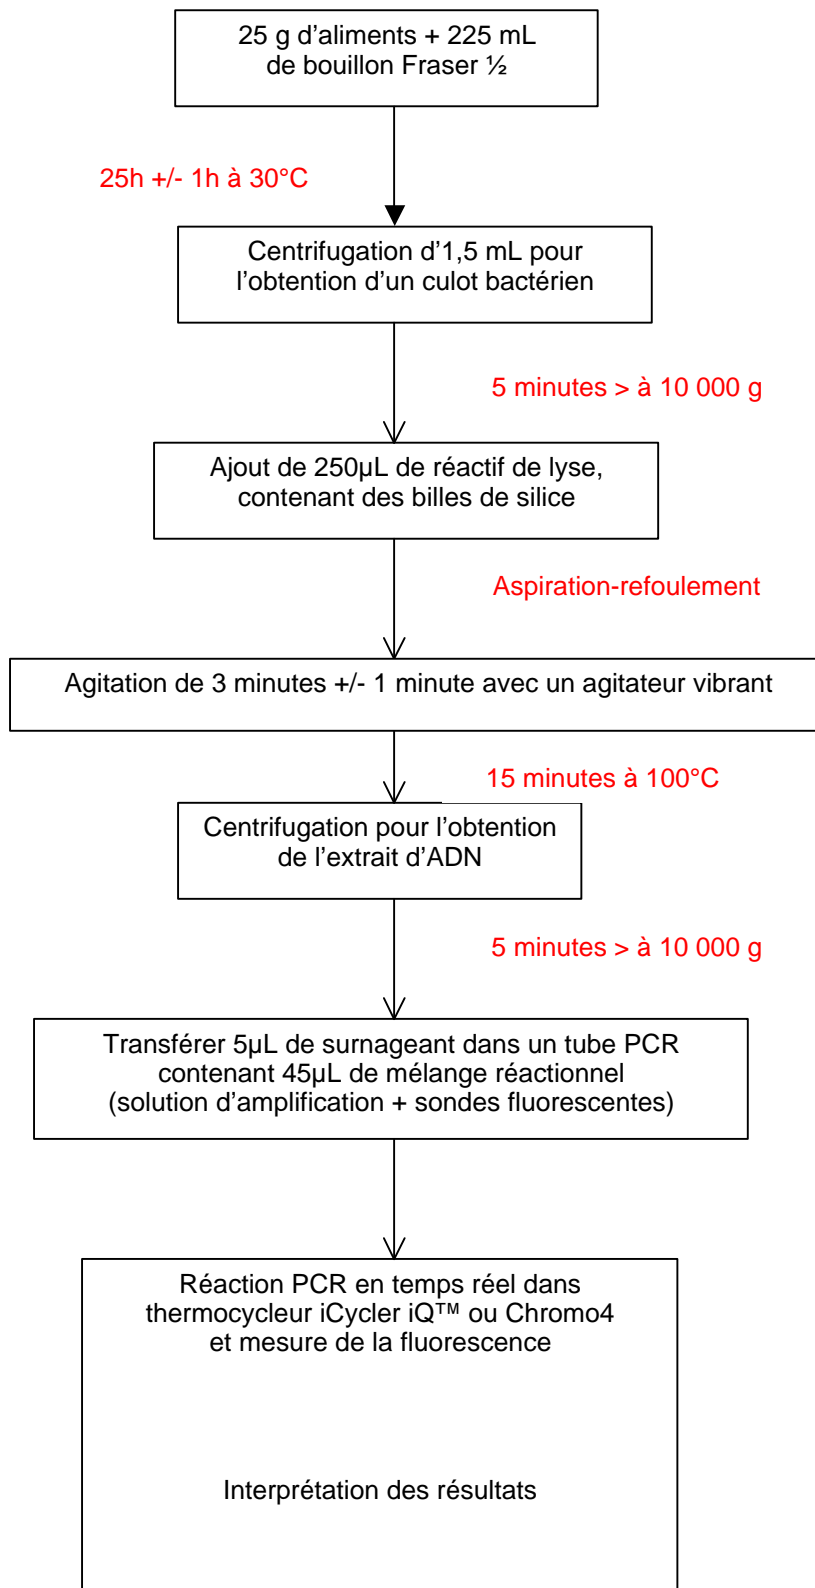 25 g d’aliments + 225 mL
de bouillon Fraser ½
25h +/- 1h à 30°C
Centrifugation d’1,5 mL pour
l’obtention d’un culot bactérien
5 minutes > à 10 000 g
Ajout de 250µL de réactif de lyse,
contenant des billes de silice
Aspiration-refoulement
Agitation de 3 minutes +/- 1 minute avec un agitateur vibrant
15 minutes à 100°C
Centrifugation pour l’obtention
de l’extrait d’ADN
5 minutes > à 10 000 g
Transférer 5µL de surnageant dans un tube PCR
contenant 45µL de mélange réactionnel
(solution d’amplification + sondes fluorescentes)
Réaction PCR en temps réel dans
thermocycleur iCycler iQ™ ou Chromo4
et mesure de la fluorescence
Interprétation des résultats